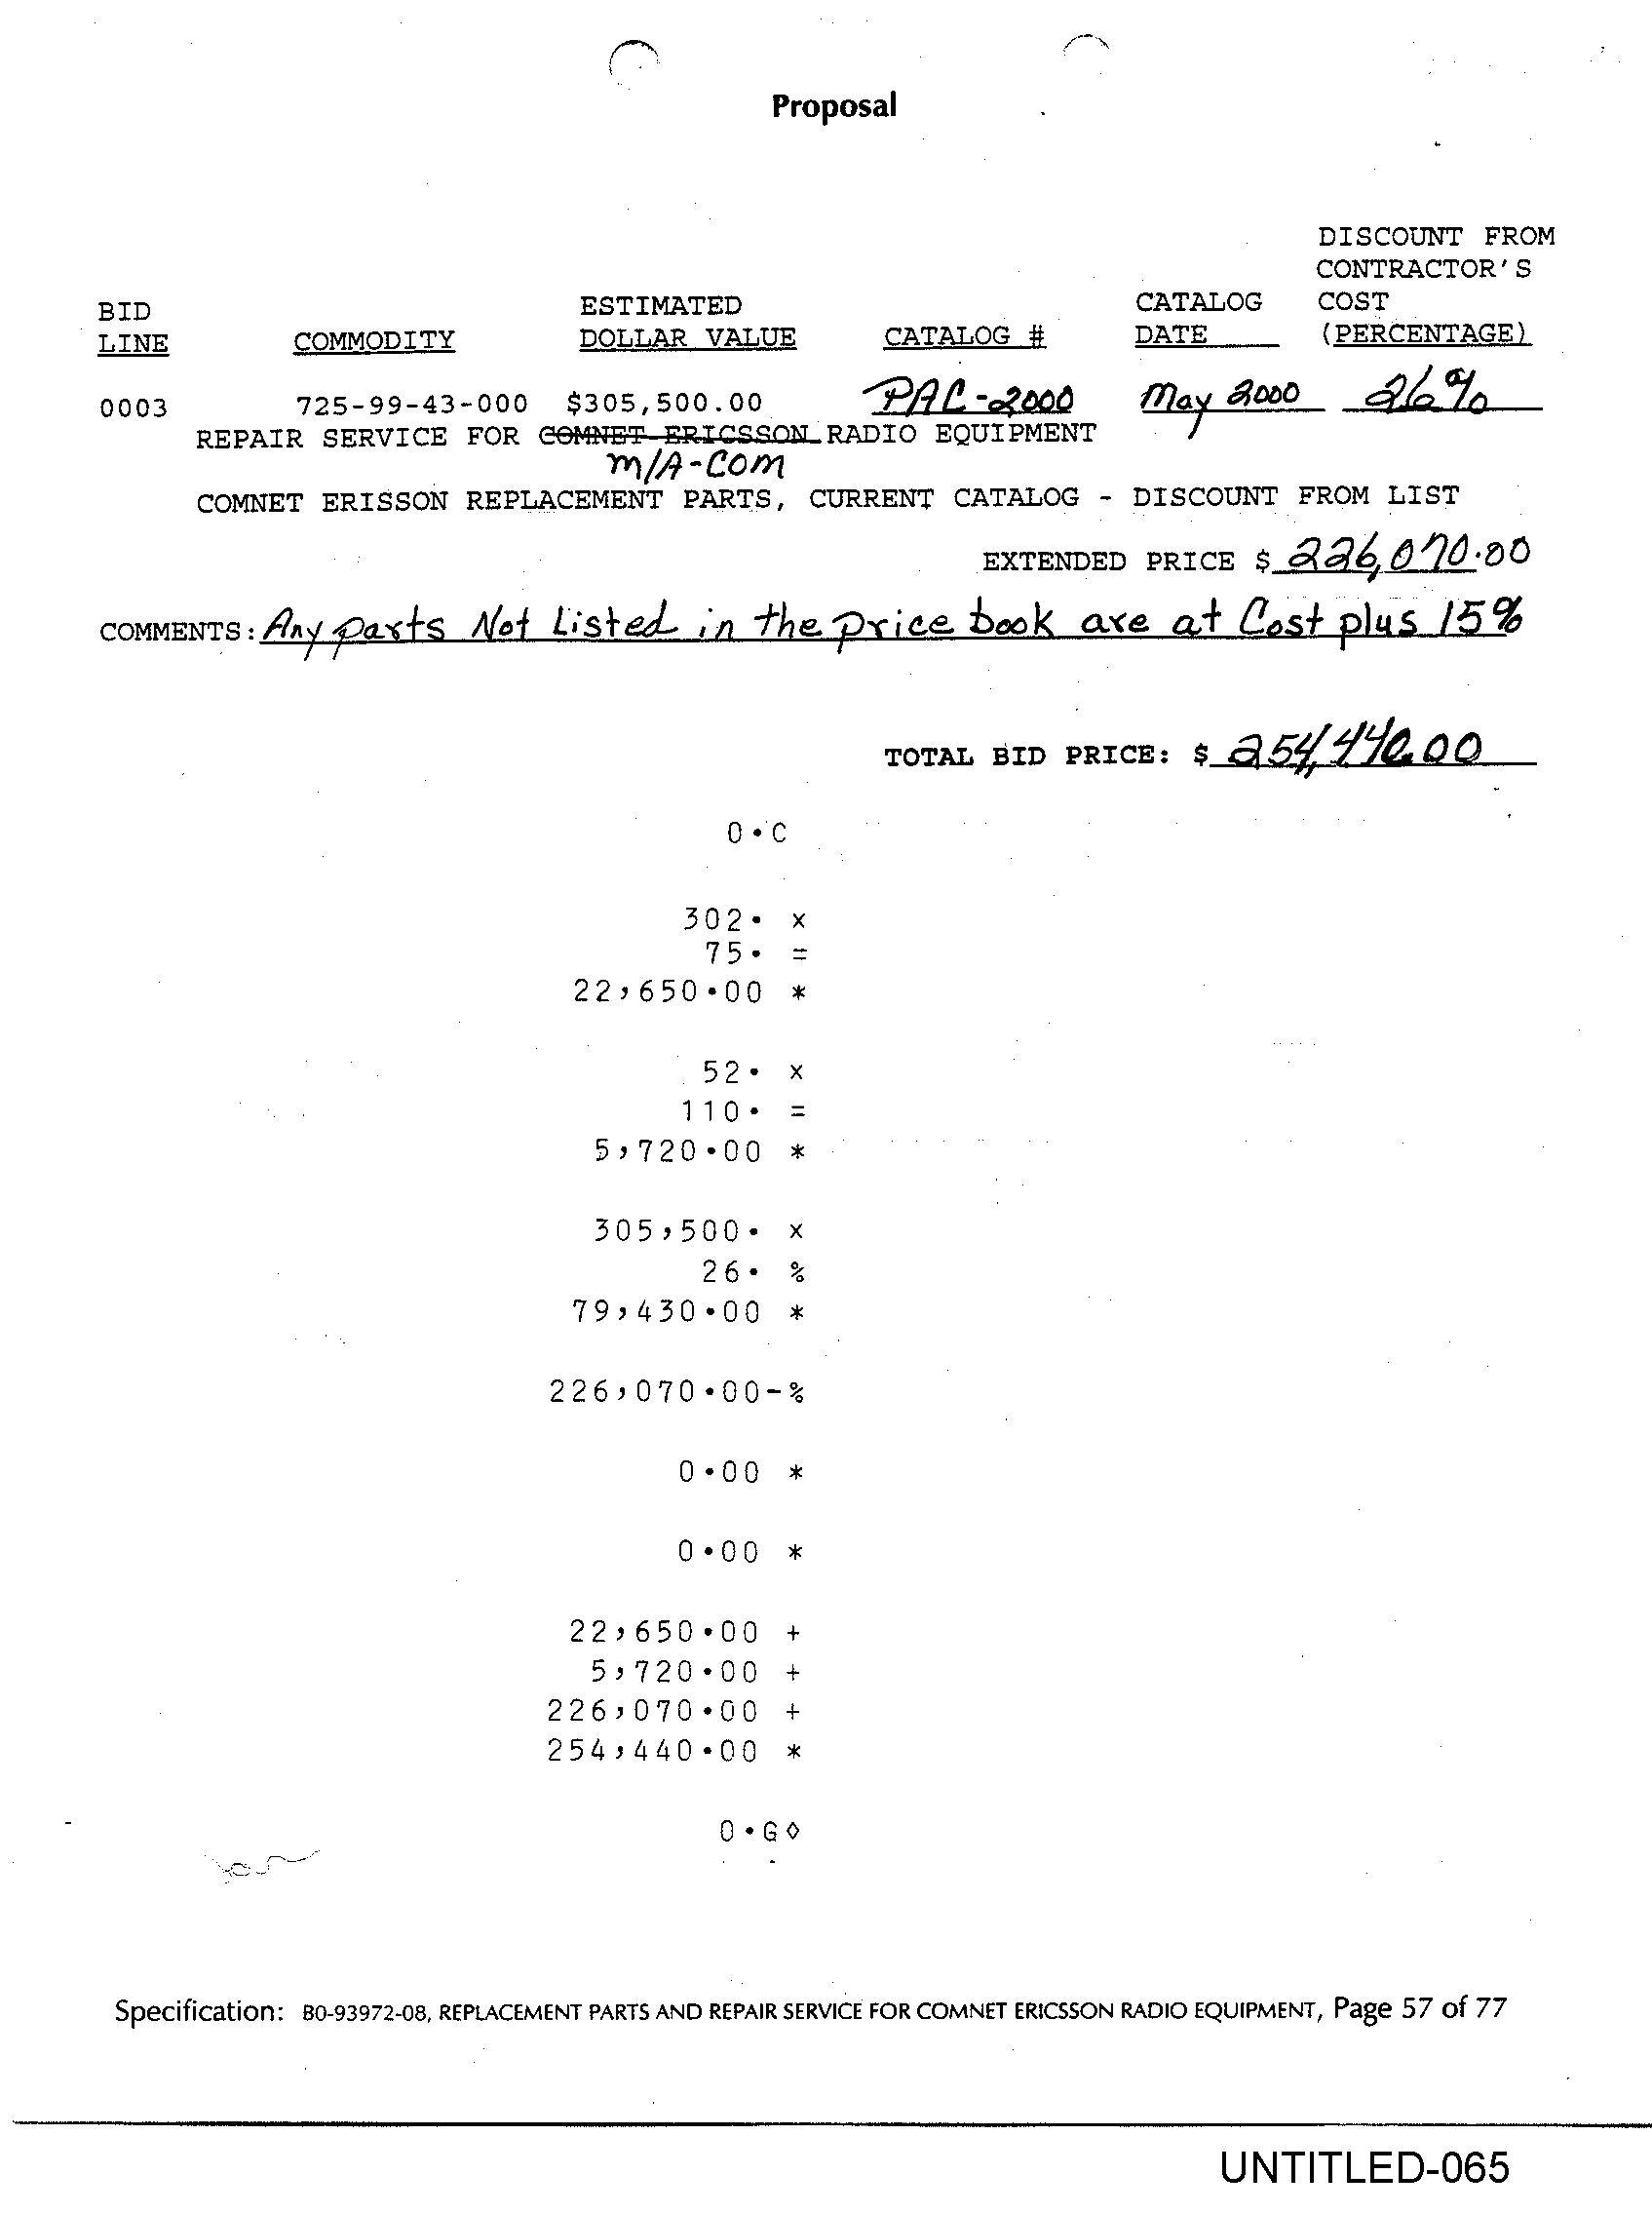 Proposal
DISCOUNT FROM
CONTRACTOR'S
BID ESTIMATED CATALOG COST
LINE COMMODITY DOLLAR VALUE CATALOG # DATE (PERCENTAGE)
0003 725-99-43-000 $305,500.00 PAC-2000 May 2000 26%
REPAIR SERVICE FOR COMNET ERICSSON RADIO EQUIPMENT
M/A-COM
COMNET ERISSON REPLACEMENT PARTS, CURRENT CATALOG - DISCOUNT FROM LIST
EXTENDED PRICE $ 226,070.00
COMMENTS: Any parts Not Listed in the price book are at Cost plus 15%
TOTAL BID PRICE: $ 254,440.00
0•C
302• x
75• =
22,650•00 *
52• x
110• =
5,720•00 *
305,500• x
26• %
79,430•00 *
226,070•00-%
0•00 *
0•00 *
22,650•00 +
5,720•00 +
226,070•00 +
254,440•00 *
0•G◊
Specification: B0-93972-08, REPLACEMENT PARTS AND REPAIR SERVICE FOR COMNET ERICSSON RADIO EQUIPMENT, Page 57 of 77
UNTITLED-065